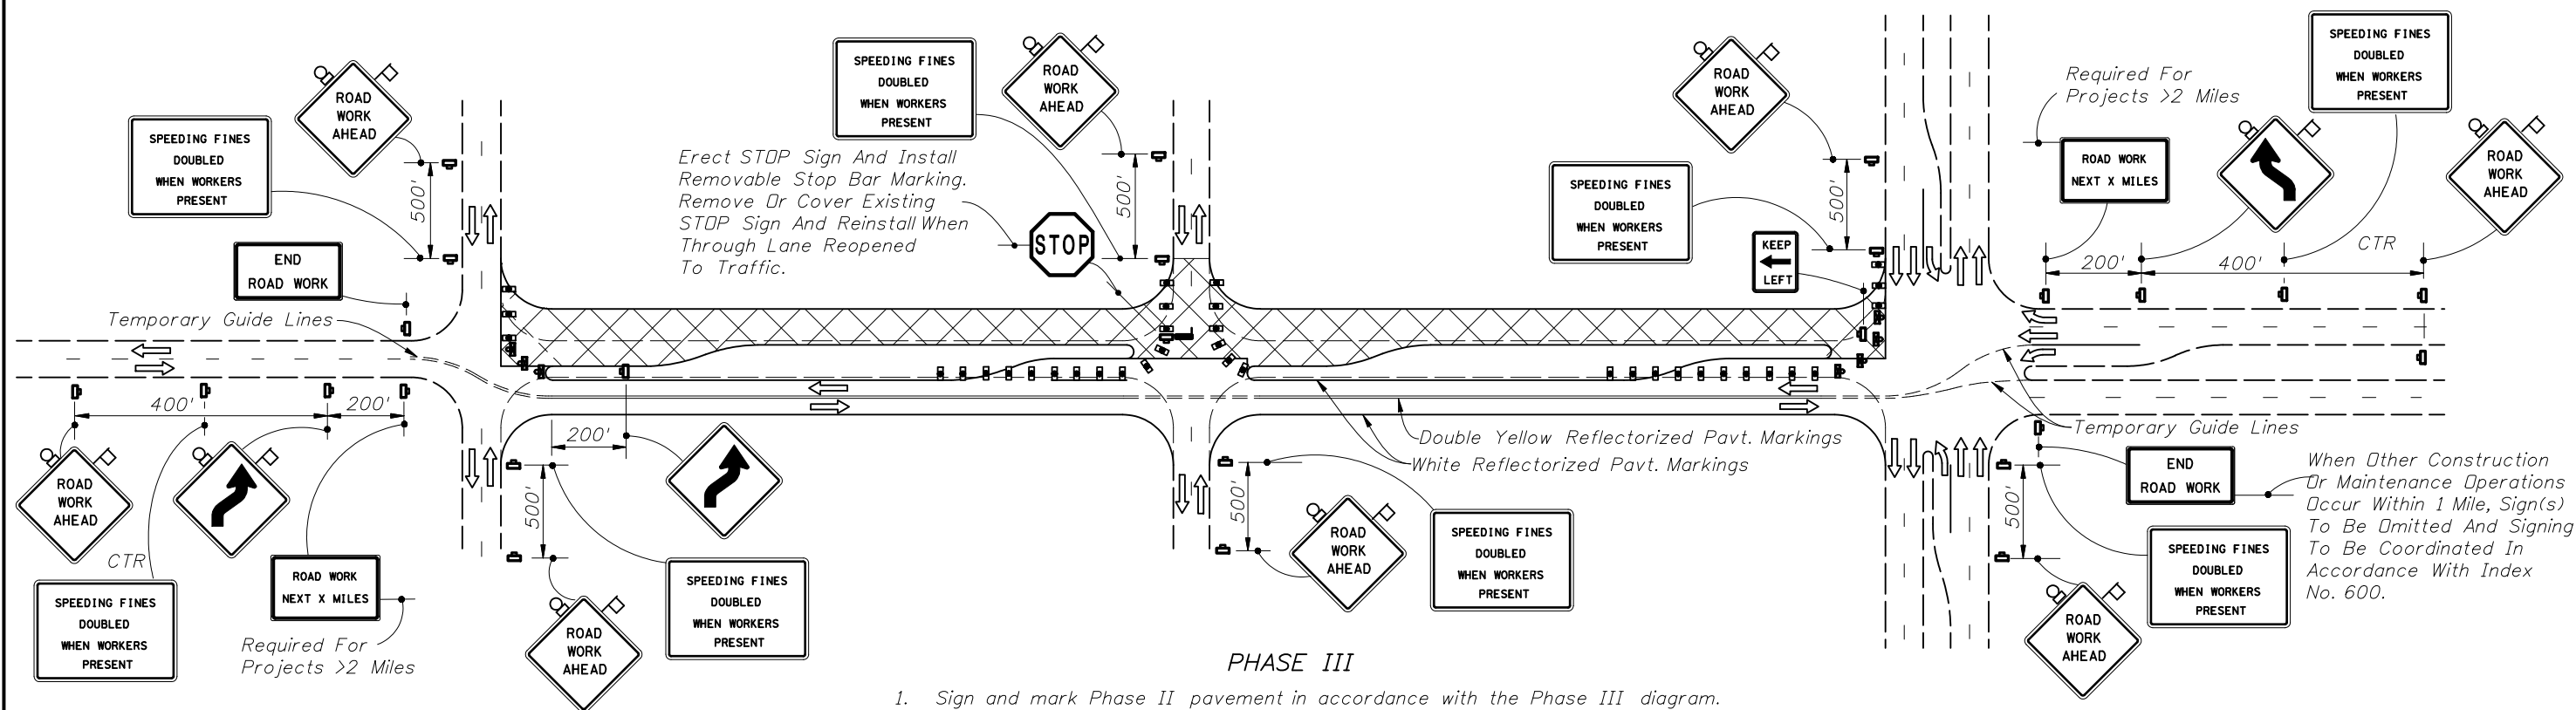 SPEEDING FINES
DOUBLED
WHEN WORKERS
PRESENT
ROAD
WORK
AHEAD
500'
END
ROAD WORK
Temporary Guide Lines
SPEEDING FINES
DOUBLED
WHEN WORKERS
PRESENT
ROAD
WORK
AHEAD
500'
Erect STOP Sign And Install
Removable Stop Bar Marking.
Remove Or Cover Existing
STOP Sign And Reinstall When
Through Lane Reopened
To Traffic.
STOP
ROAD
WORK
AHEAD
SPEEDING FINES
DOUBLED
WHEN WORKERS
PRESENT
500'
KEEP
LEFT
Required For
Projects >2 Miles
ROAD WORK
NEXT X MILES
SPEEDING FINES
DOUBLED
WHEN WORKERS
PRESENT
ROAD
WORK
AHEAD
CTR
200'
400'
400'
200'
ROAD
WORK
AHEAD
CTR
SPEEDING FINES
DOUBLED
WHEN WORKERS
PRESENT
ROAD WORK
NEXT X MILES
Required For
Projects >2 Miles
200'
500'
ROAD
WORK
AHEAD
SPEEDING FINES
DOUBLED
WHEN WORKERS
PRESENT
Double Yellow Reflectorized Pavt. Markings
White Reflectorized Pavt. Markings
500'
ROAD
WORK
AHEAD
SPEEDING FINES
DOUBLED
WHEN WORKERS
PRESENT
Temporary Guide Lines
END
ROAD WORK
500'
SPEEDING FINES
DOUBLED
WHEN WORKERS
PRESENT
ROAD
WORK
AHEAD
When Other Construction
Or Maintenance Operations
Occur Within 1 Mile, Sign(s)
To Be Omitted And Signing
To Be Coordinated In
Accordance With Index
No. 600.
PHASE III
1. Sign and mark Phase II pavement in accordance with the Phase III diagram.